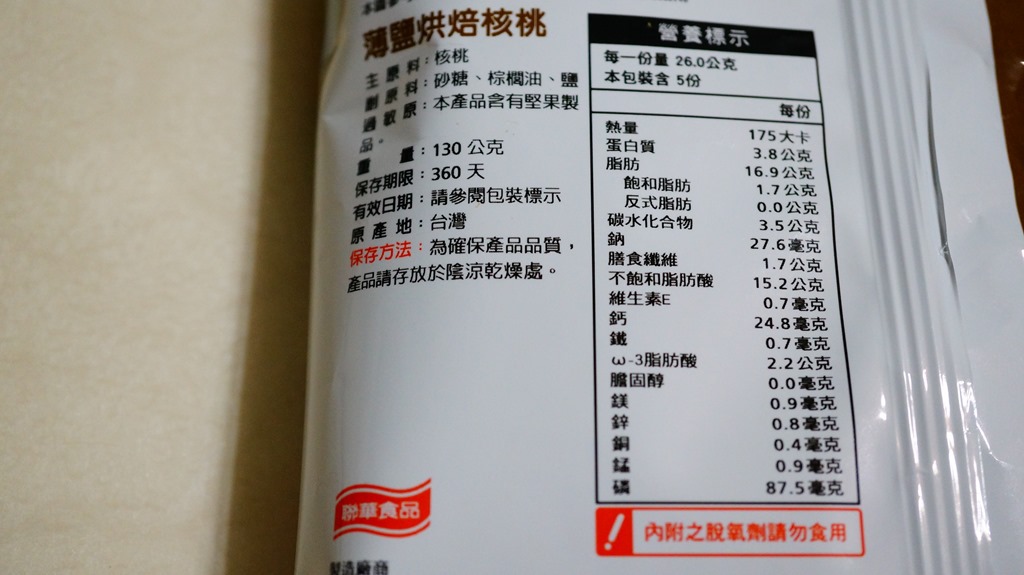 薄鹽烘焙核桃
主原料：核桃
副原料：砂糖、棕櫚油、鹽
過敏原：本產品含有堅果製
品。
重量：130 公克
保存期限：360 天
有效日期：請參閱包裝標示
原產地：台灣
保存方法：為確保產品品質，
產品請存放於陰涼乾燥處。
聯華食品
製造廠商
營養標示
每一份量 26.0公克
本包裝含 5份
每份
熱量 175大卡
蛋白質 3.8公克
脂肪 16.9公克
飽和脂肪 1.7公克
反式脂肪 0.0公克
碳水化合物 3.5公克
鈉 27.6毫克
膳食纖維 1.7公克
不飽和脂肪酸 15.2公克
維生素E 0.7毫克
鈣 24.8毫克
鐵 0.7毫克
ω-3脂肪酸 2.2公克
膽固醇 0.0毫克
鎂 0.9毫克
鋅 0.8毫克
銅 0.4毫克
錳 0.9毫克
磷 87.5毫克
內附之脫氧劑請勿食用